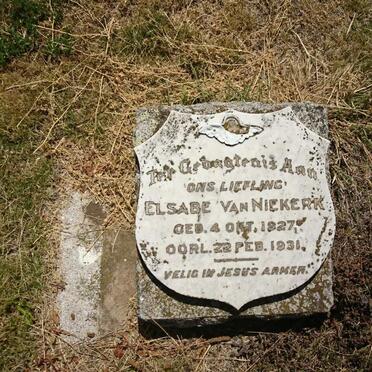 Ter Gedagtenis Aan
ONS LIEFLING
ELSABE VAN NIEKERK
GEB. 4 OKT. 1927.
OORL. 22 FEB. 1931.
VEILIG IN JESUS ARMEN.